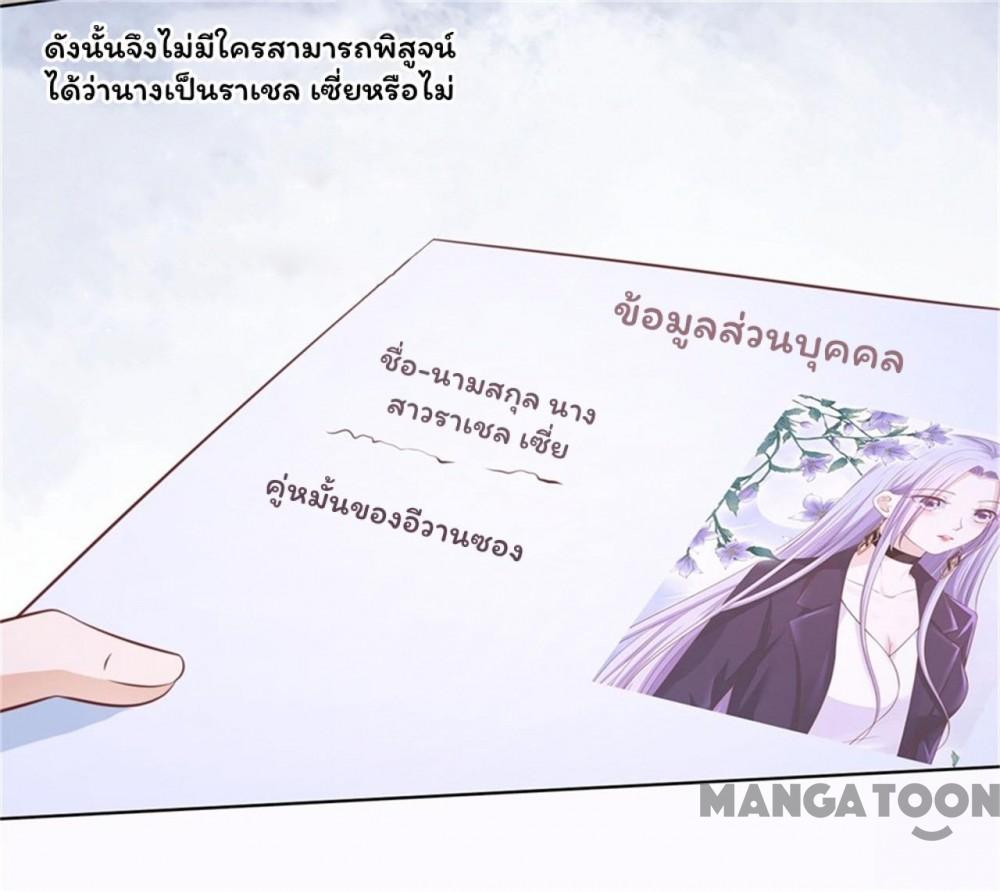 ดังนั้นจึงไม่มีใครสามารถพิสูจน์
ได้ว่านางเป็นราเชล เซี่ยหรือไม่
ข้อมูลส่วนบุคคล
ชื่อ-นามสกุล นาง
สาวราเชล เซี่ย
คู่หมั้นของอีวานซอง
MANGATOON